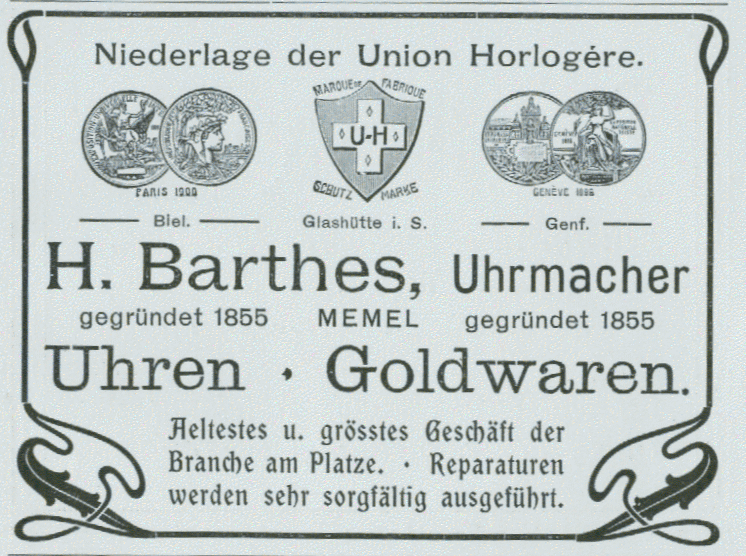 Niederlage der Union Horlogére.
MARQUE DE FABRIQUE
U-H
SCHUTZ MARKE
PARIS 1900
GENÈVE 1896
Biel.
Glashütte i. S.
Genf.
H. Barthes, Uhrmacher
gegründet 1855 MEMEL gegründet 1855
Uhren · Goldwaren.
Aeltestes u. grösstes Geschäft der
Branche am Platze. · Reparaturen
werden sehr sorgfältig ausgeführt.